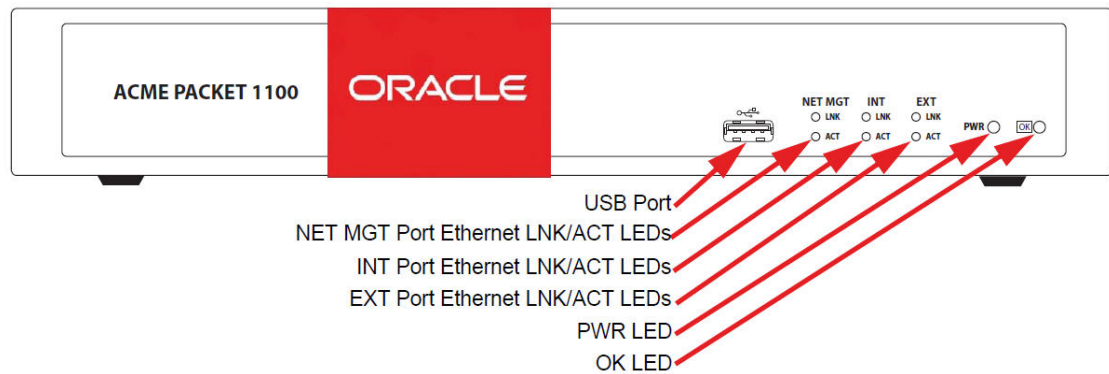 ACME PACKET 1100
ORACLE
NET MGT INT EXT
LNK LNK LNK
ACT ACT ACT
PWR OK
USB Port
NET MGT Port Ethernet LNK/ACT LEDs
INT Port Ethernet LNK/ACT LEDs
EXT Port Ethernet LNK/ACT LEDs
PWR LED
OK LED